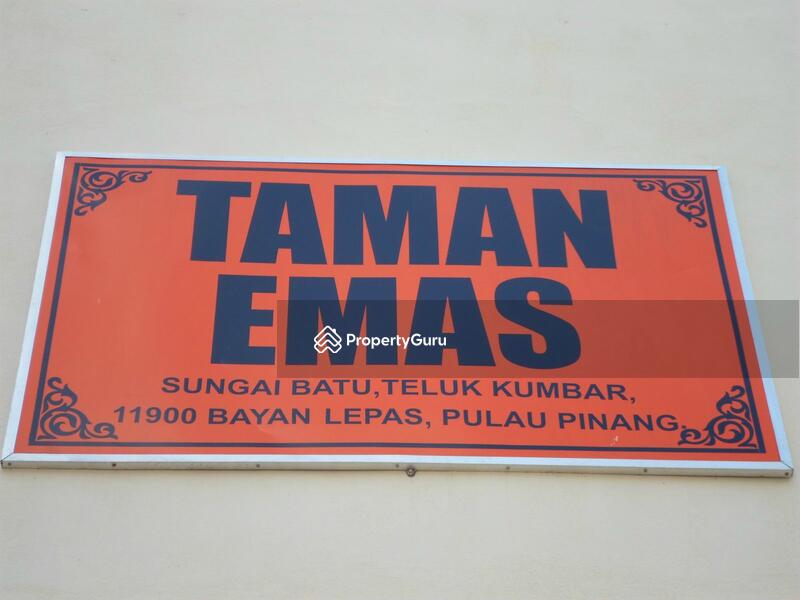 TAMAN
EMAS
PropertyGuru
SUNGAI BATU,TELUK KUMBAR,
11900 BAYAN LEPAS, PULAU PINANG.